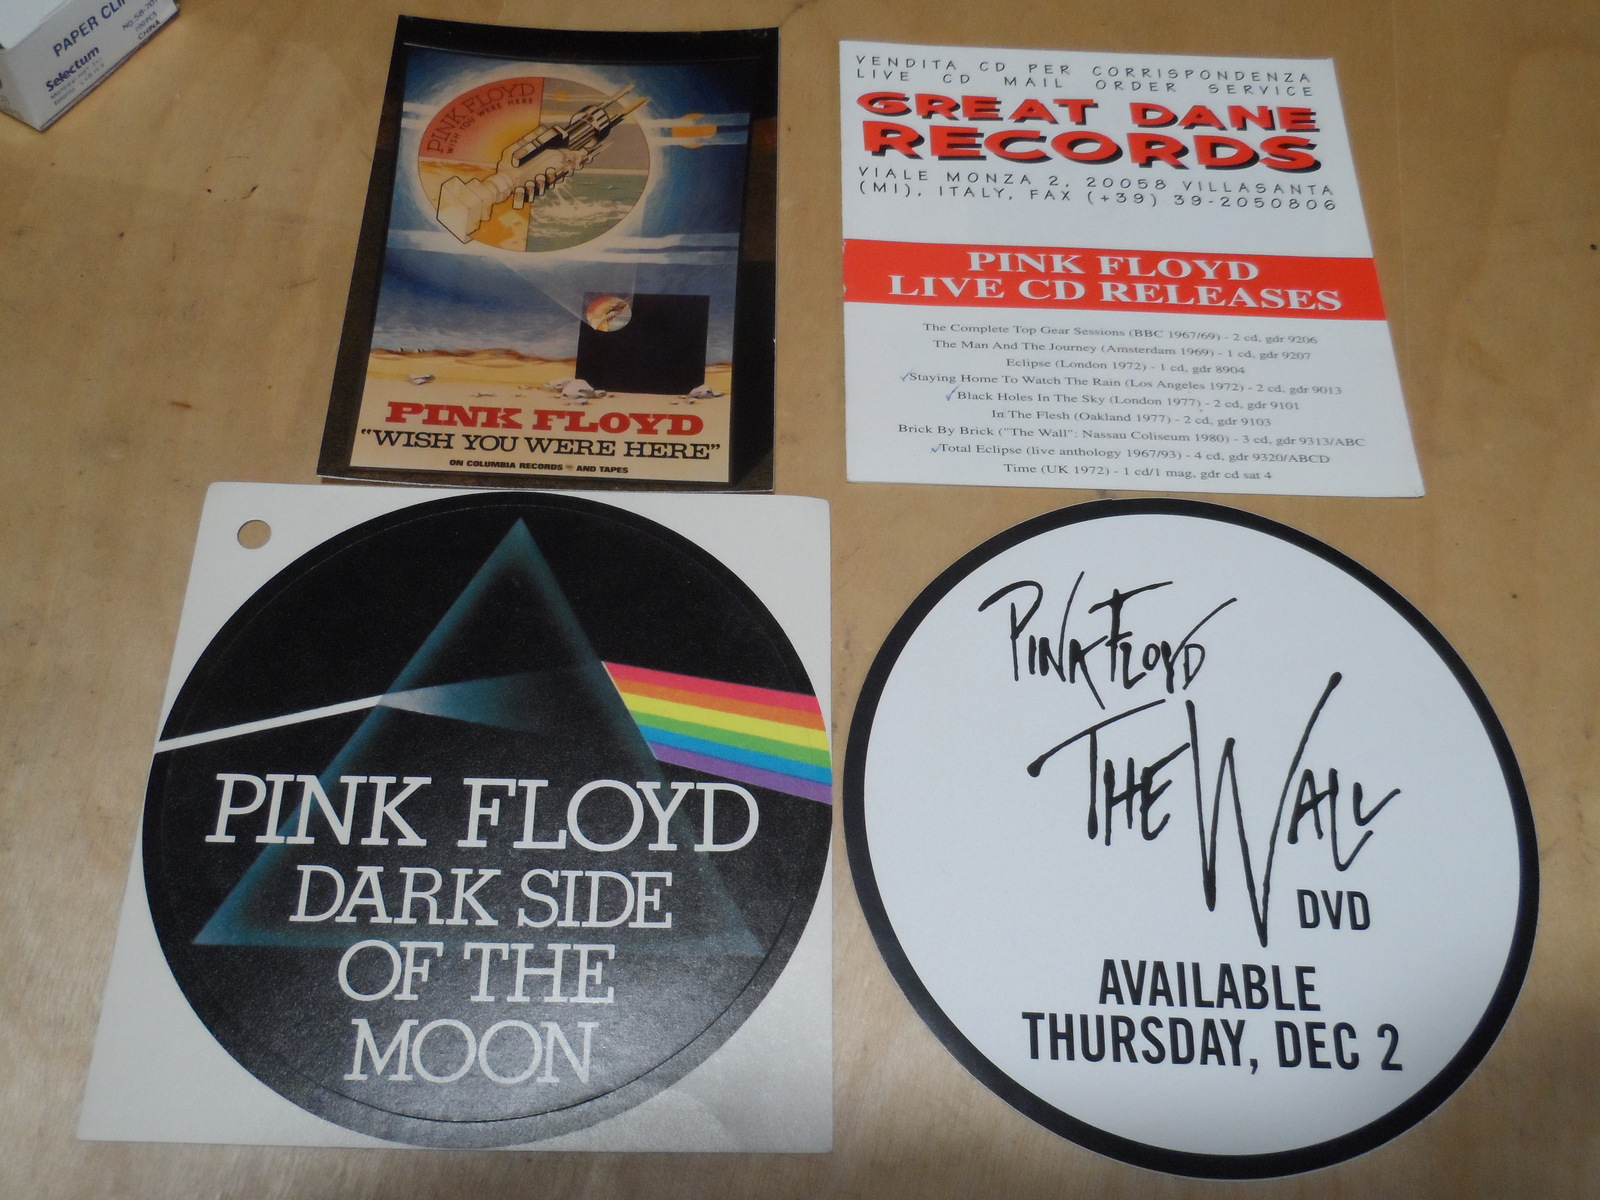 PAPER CLI
NO.SB-70
CHINA
Selectum
PINK FLOYD
WISH YOU WERE HERE
PINK FLOYD
"WISH YOU WERE HERE"
ON COLUMBIA RECORDS AND TAPES
VENDITA CD PER CORRISPONDENZA
LIVE CD MAIL ORDER SERVICE
GREAT DANE
RECORDS
VIALE MONZA 2, 20058 VILLASANTA
(MI), ITALY, FAX (+39) 39-2050806
PINK FLOYD
LIVE CD RELEASES
The Complete Top Gear Sessions (BBC 1967/69) - 2 cd, gdr 9206
The Man And The Journey (Amsterdam 1969) - 1 cd, gdr 9207
Eclipse (London 1972) - 1 cd, gdr 8904
Staying Home To Watch The Rain (Los Angeles 1972) - 2 cd, gdr 9013
Black Holes In The Sky (London 1977) - 2 cd, gdr 9101
In The Flesh (Oakland 1977) - 2 cd, gdr 9103
Brick By Brick ("The Wall": Nassau Coliseum 1980) - 3 cd, gdr 9313/ABC
Total Eclipse (live anthology 1967/93) - 4 cd, gdr 9320/ABCD
Time (UK 1972) - 1 cd/1 mag, gdr cd sat 4
PINK FLOYD
DARK SIDE
OF THE
MOON
PINK FLOYD
THE WALL
DVD
AVAILABLE
THURSDAY, DEC 2